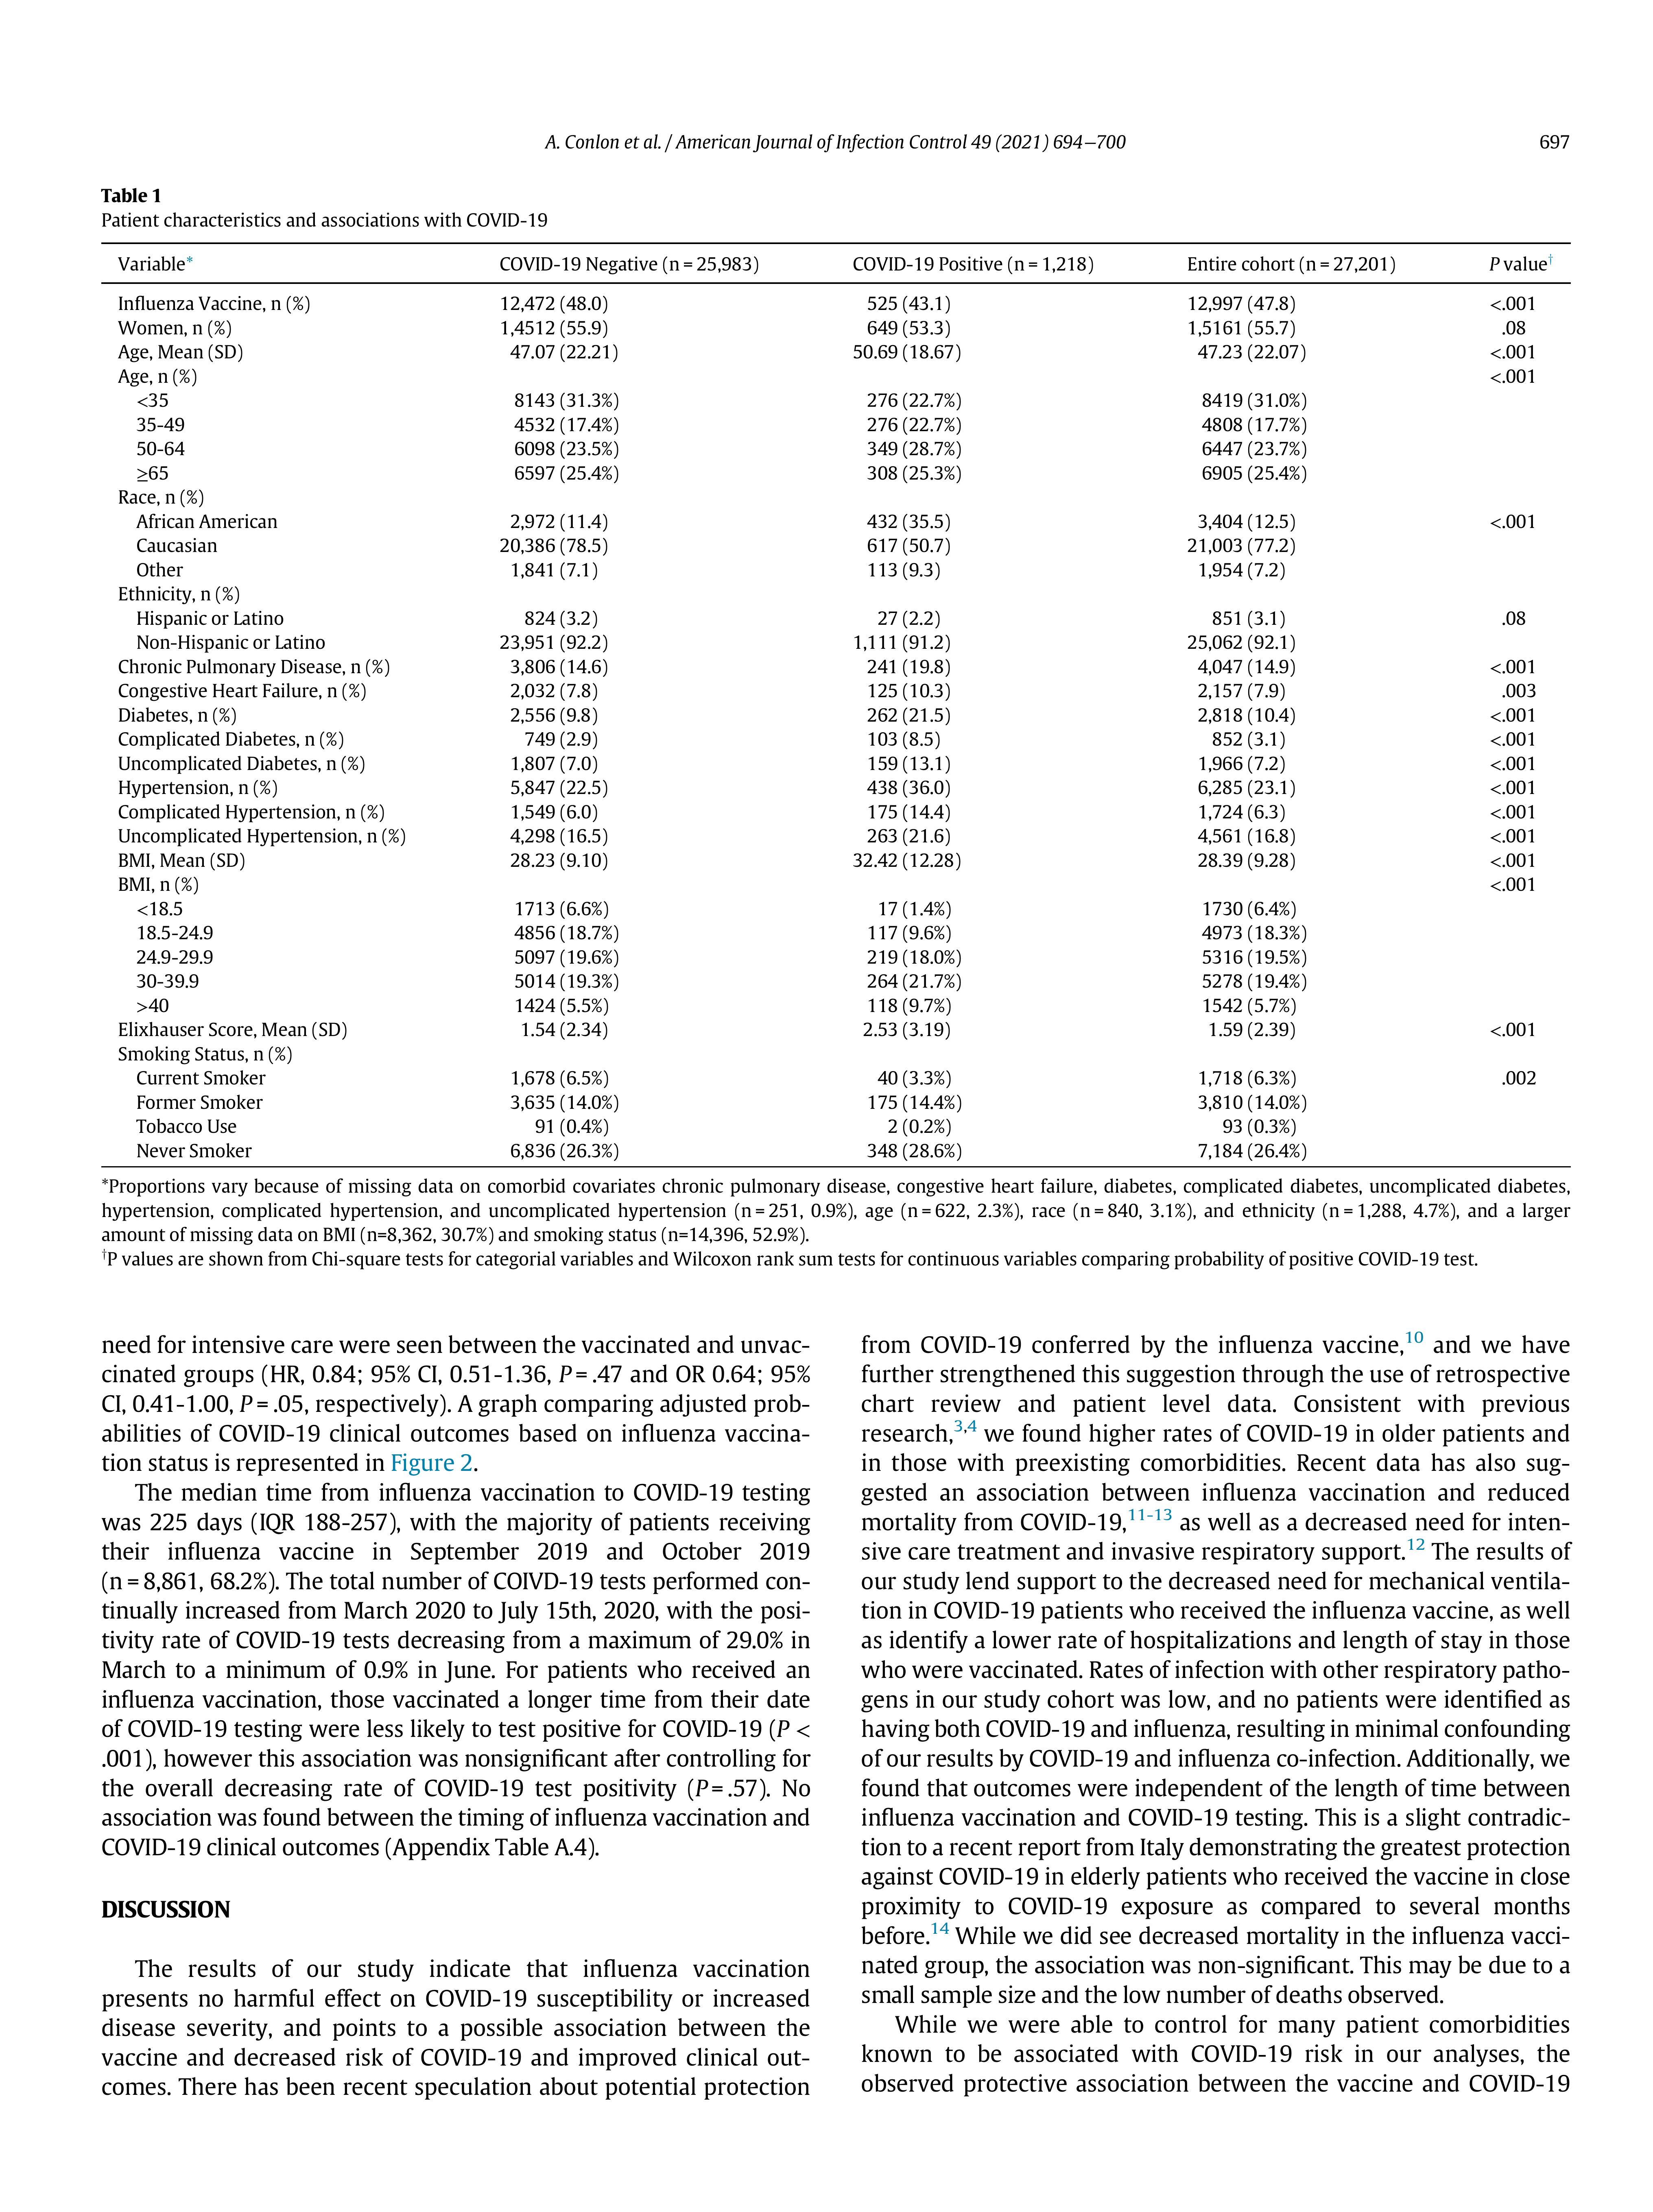 A. Conlon et al. / American Journal of Infection Control 49 (2021) 694−700 697
Table 1
Patient characteristics and associations with COVID-19
Variable* COVID-19 Negative (n = 25,983) COVID-19 Positive (n = 1,218) Entire cohort (n = 27,201) P value†
Influenza Vaccine, n (%) 12,472 (48.0) 525 (43.1) 12,997 (47.8) <.001
Women, n (%) 1,4512 (55.9) 649 (53.3) 1,5161 (55.7) .08
Age, Mean (SD) 47.07 (22.21) 50.69 (18.67) 47.23 (22.07) <.001
Age, n (%) <.001
<35 8143 (31.3%) 276 (22.7%) 8419 (31.0%)
35-49 4532 (17.4%) 276 (22.7%) 4808 (17.7%)
50-64 6098 (23.5%) 349 (28.7%) 6447 (23.7%)
≥65 6597 (25.4%) 308 (25.3%) 6905 (25.4%)
Race, n (%)
African American 2,972 (11.4) 432 (35.5) 3,404 (12.5) <.001
Caucasian 20,386 (78.5) 617 (50.7) 21,003 (77.2)
Other 1,841 (7.1) 113 (9.3) 1,954 (7.2)
Ethnicity, n (%)
Hispanic or Latino 824 (3.2) 27 (2.2) 851 (3.1) .08
Non-Hispanic or Latino 23,951 (92.2) 1,111 (91.2) 25,062 (92.1)
Chronic Pulmonary Disease, n (%) 3,806 (14.6) 241 (19.8) 4,047 (14.9) <.001
Congestive Heart Failure, n (%) 2,032 (7.8) 125 (10.3) 2,157 (7.9) .003
Diabetes, n (%) 2,556 (9.8) 262 (21.5) 2,818 (10.4) <.001
Complicated Diabetes, n (%) 749 (2.9) 103 (8.5) 852 (3.1) <.001
Uncomplicated Diabetes, n (%) 1,807 (7.0) 159 (13.1) 1,966 (7.2) <.001
Hypertension, n (%) 5,847 (22.5) 438 (36.0) 6,285 (23.1) <.001
Complicated Hypertension, n (%) 1,549 (6.0) 175 (14.4) 1,724 (6.3) <.001
Uncomplicated Hypertension, n (%) 4,298 (16.5) 263 (21.6) 4,561 (16.8) <.001
BMI, Mean (SD) 28.23 (9.10) 32.42 (12.28) 28.39 (9.28) <.001
BMI, n (%) <.001
<18.5 1713 (6.6%) 17 (1.4%) 1730 (6.4%)
18.5-24.9 4856 (18.7%) 117 (9.6%) 4973 (18.3%)
24.9-29.9 5097 (19.6%) 219 (18.0%) 5316 (19.5%)
30-39.9 5014 (19.3%) 264 (21.7%) 5278 (19.4%)
>40 1424 (5.5%) 118 (9.7%) 1542 (5.7%)
Elixhauser Score, Mean (SD) 1.54 (2.34) 2.53 (3.19) 1.59 (2.39) <.001
Smoking Status, n (%)
Current Smoker 1,678 (6.5%) 40 (3.3%) 1,718 (6.3%) .002
Former Smoker 3,635 (14.0%) 175 (14.4%) 3,810 (14.0%)
Tobacco Use 91 (0.4%) 2 (0.2%) 93 (0.3%)
Never Smoker 6,836 (26.3%) 348 (28.6%) 7,184 (26.4%)
*Proportions vary because of missing data on comorbid covariates chronic pulmonary disease, congestive heart failure, diabetes, complicated diabetes, uncomplicated diabetes,
hypertension, complicated hypertension, and uncomplicated hypertension (n = 251, 0.9%), age (n = 622, 2.3%), race (n = 840, 3.1%), and ethnicity (n = 1,288, 4.7%), and a larger
amount of missing data on BMI (n=8,362, 30.7%) and smoking status (n=14,396, 52.9%).
†P values are shown from Chi-square tests for categorial variables and Wilcoxon rank sum tests for continuous variables comparing probability of positive COVID-19 test.
need for intensive care were seen between the vaccinated and unvac-
cinated groups (HR, 0.84; 95% CI, 0.51-1.36, P = .47 and OR 0.64; 95%
CI, 0.41-1.00, P = .05, respectively). A graph comparing adjusted prob-
abilities of COVID-19 clinical outcomes based on influenza vaccina-
tion status is represented in Figure 2.
The median time from influenza vaccination to COVID-19 testing
was 225 days (IQR 188-257), with the majority of patients receiving
their influenza vaccine in September 2019 and October 2019
(n = 8,861, 68.2%). The total number of COIVD-19 tests performed con-
tinually increased from March 2020 to July 15th, 2020, with the posi-
tivity rate of COVID-19 tests decreasing from a maximum of 29.0% in
March to a minimum of 0.9% in June. For patients who received an
influenza vaccination, those vaccinated a longer time from their date
of COVID-19 testing were less likely to test positive for COVID-19 (P <
.001), however this association was nonsignificant after controlling for
the overall decreasing rate of COVID-19 test positivity (P = .57). No
association was found between the timing of influenza vaccination and
COVID-19 clinical outcomes (Appendix Table A.4).
DISCUSSION
The results of our study indicate that influenza vaccination
presents no harmful effect on COVID-19 susceptibility or increased
disease severity, and points to a possible association between the
vaccine and decreased risk of COVID-19 and improved clinical out-
comes. There has been recent speculation about potential protection
from COVID-19 conferred by the influenza vaccine,10 and we have
further strengthened this suggestion through the use of retrospective
chart review and patient level data. Consistent with previous
research,3,4 we found higher rates of COVID-19 in older patients and
in those with preexisting comorbidities. Recent data has also sug-
gested an association between influenza vaccination and reduced
mortality from COVID-19,11-13 as well as a decreased need for inten-
sive care treatment and invasive respiratory support.12 The results of
our study lend support to the decreased need for mechanical ventila-
tion in COVID-19 patients who received the influenza vaccine, as well
as identify a lower rate of hospitalizations and length of stay in those
who were vaccinated. Rates of infection with other respiratory patho-
gens in our study cohort was low, and no patients were identified as
having both COVID-19 and influenza, resulting in minimal confounding
of our results by COVID-19 and influenza co-infection. Additionally, we
found that outcomes were independent of the length of time between
influenza vaccination and COVID-19 testing. This is a slight contradic-
tion to a recent report from Italy demonstrating the greatest protection
against COVID-19 in elderly patients who received the vaccine in close
proximity to COVID-19 exposure as compared to several months
before.14 While we did see decreased mortality in the influenza vacci-
nated group, the association was non-significant. This may be due to a
small sample size and the low number of deaths observed.
While we were able to control for many patient comorbidities
known to be associated with COVID-19 risk in our analyses, the
observed protective association between the vaccine and COVID-19